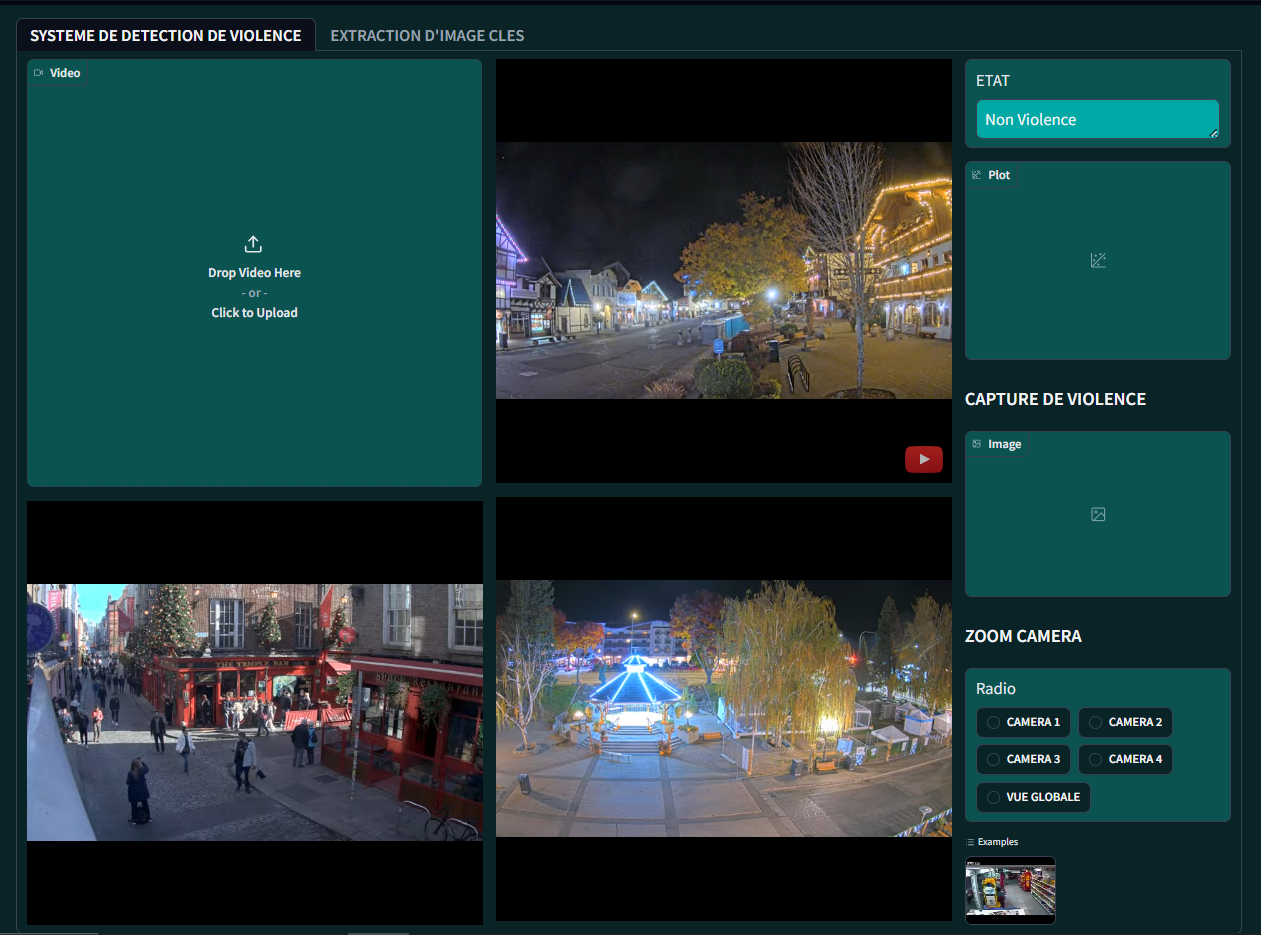 SYSTEME DE DETECTION DE VIOLENCE
EXTRACTION D'IMAGE CLES
Video
Drop Video Here
- or -
Click to Upload
THE TEMPLE BAR
ETAT
Non Violence
Plot
CAPTURE DE VIOLENCE
Image
ZOOM CAMERA
Radio
CAMERA 1
CAMERA 2
CAMERA 3
CAMERA 4
VUE GLOBALE
Examples